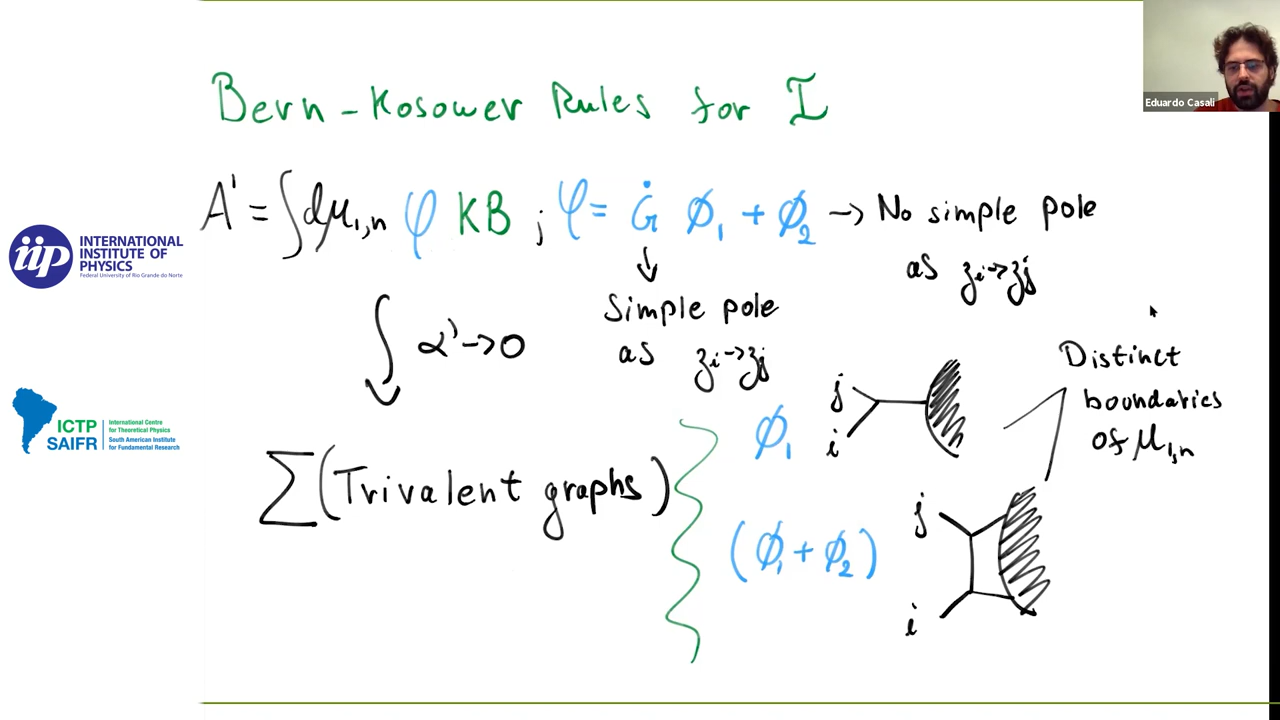 Eduardo Casali
Bern-Kosower Rules for I
A' = ∫dμ₁,ₙ φ KB ; φ = Ġ ϕ₁ + ϕ₂ → No simple pole
as zᵢ→zⱼ
↓
Simple pole
as zᵢ→zⱼ
∫ α'→0
Distinct
boundaries
of μ₁,ₙ
ϕ₁
j
i
∑(Trivalent graphs)
(ϕ₁ + ϕ₂)
j
i
iip
INTERNATIONAL
INSTITUTE OF
PHYSICS
Federal University of Rio Grande do Norte
ICTP
SAIFR
International Centre
for Theoretical Physics
South American Institute
for Fundamental Research